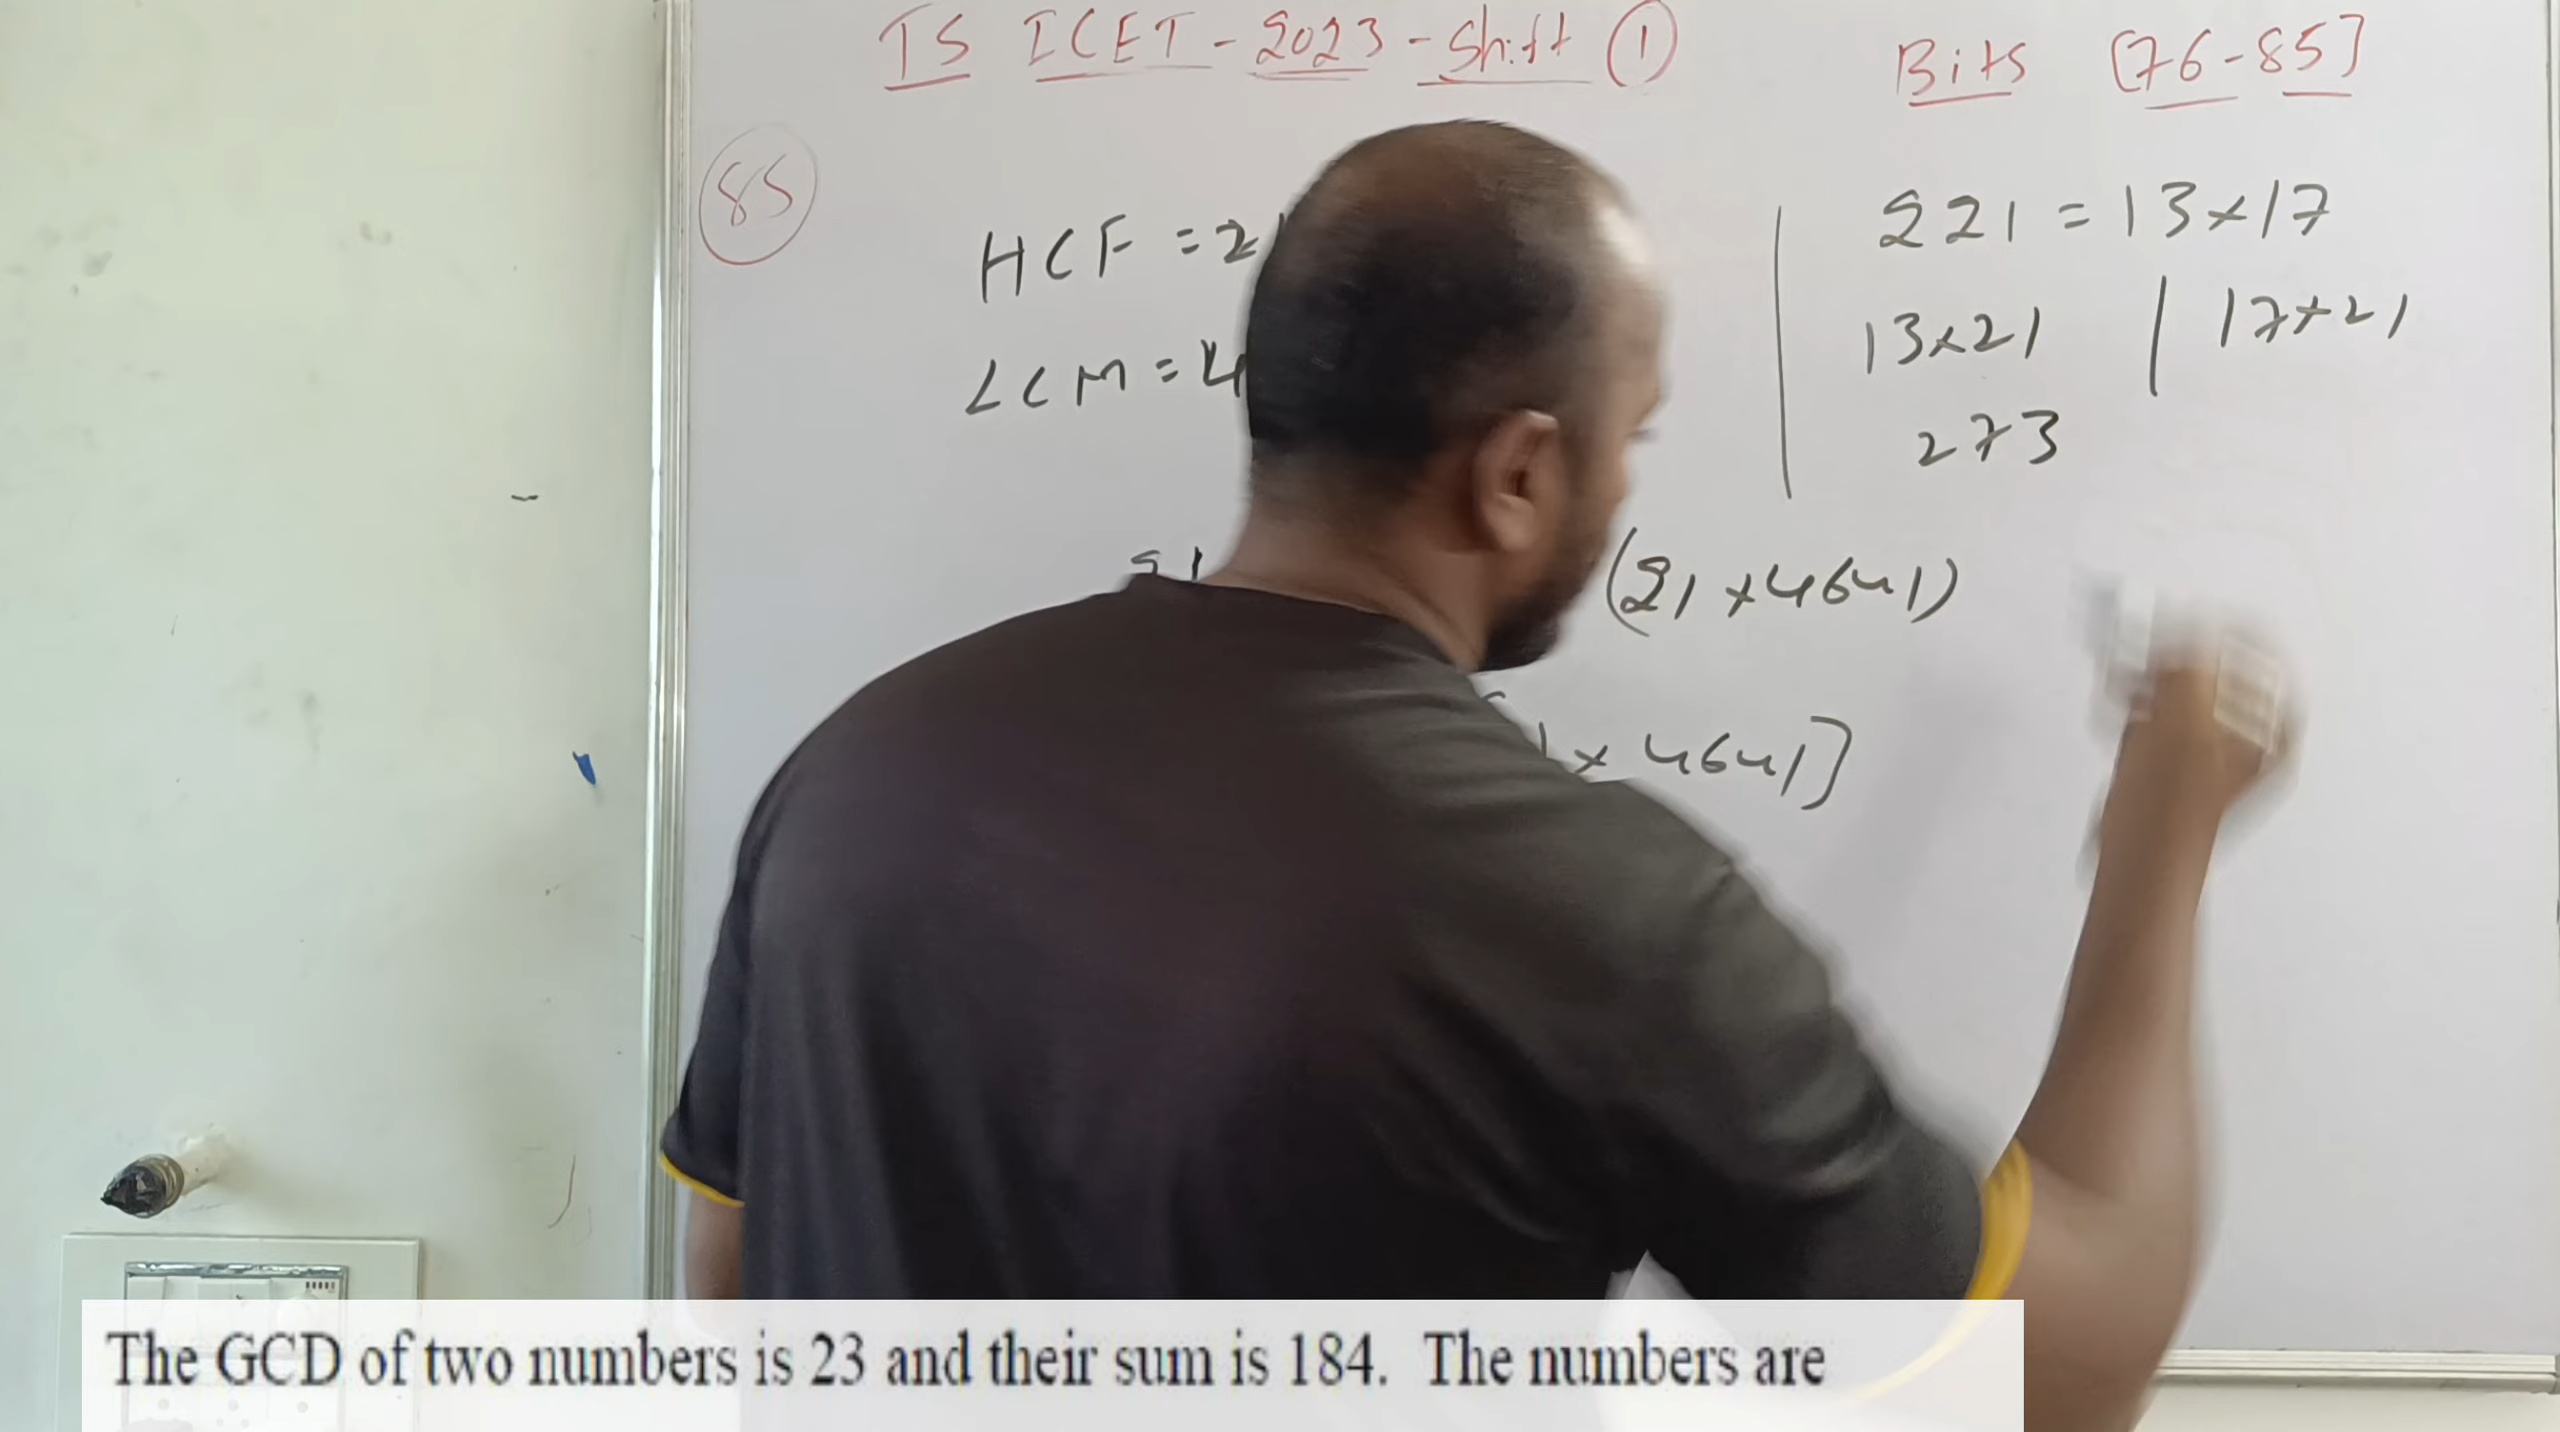 TS ICET - 2023 - Shift 1 Bits [76-85]
85
HCF = 2
LCM = 4
221 = 13 × 17
13×21 | 17×21
273
21
(21 × 4641)
× 4641]
The GCD of two numbers is 23 and their sum is 184. The numbers are